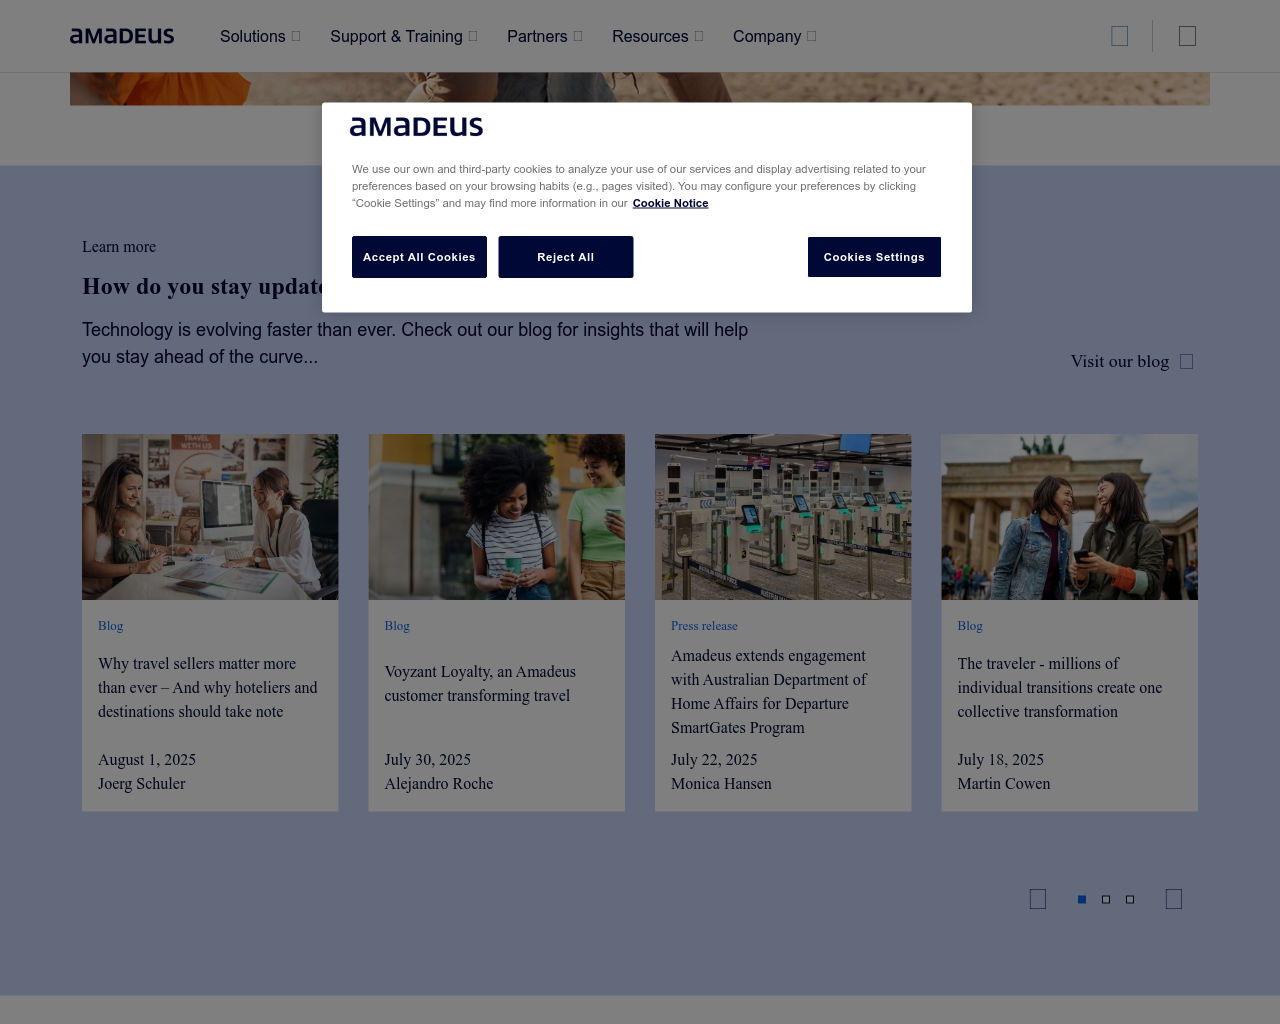 amadeus
Solutions
Support & Training
Partners
Resources
Company
amadeus
We use our own and third-party cookies to analyze your use of our services and display advertising related to your
preferences based on your browsing habits (e.g., pages visited). You may configure your preferences by clicking
“Cookie Settings” and may find more information in our Cookie Notice
Accept All Cookies
Reject All
Cookies Settings
Learn more
How do you stay
Technology is evolving faster than ever. Check out our blog for insights that will help
you stay ahead of the curve...
Visit our blog
TRAVEL
WITH US
Blog
Why travel sellers matter more
than ever – And why hoteliers and
destinations should take note
August 1, 2025
Joerg Schuler
Blog
Voyzant Loyalty, an Amadeus
customer transforming travel
July 30, 2025
Alejandro Roche
Press release
Amadeus extends engagement
with Australian Department of
Home Affairs for Departure
SmartGates Program
July 22, 2025
Monica Hansen
Blog
The traveler - millions of
individual transitions create one
collective transformation
July 18, 2025
Martin Cowen